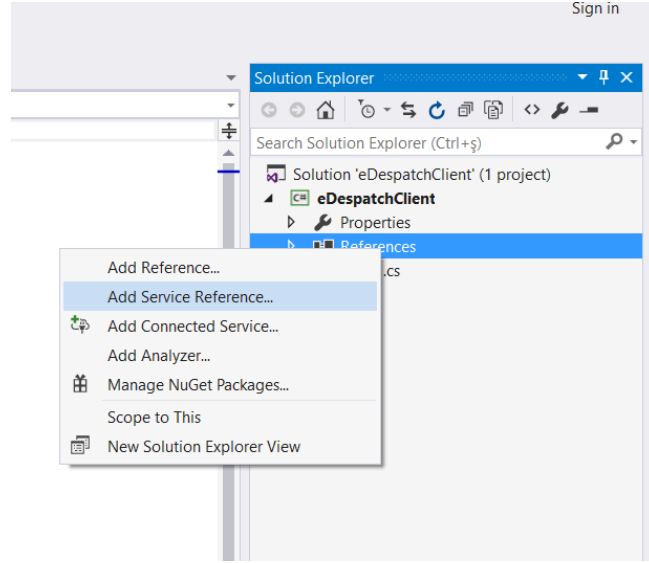 Sign in
Solution Explorer
Search Solution Explorer (Ctrl+ş)
Solution 'eDespatchClient' (1 project)
C# eDespatchClient
Properties
References
.cs
Add Reference...
Add Service Reference...
Add Connected Service...
Add Analyzer...
Manage NuGet Packages...
Scope to This
New Solution Explorer View